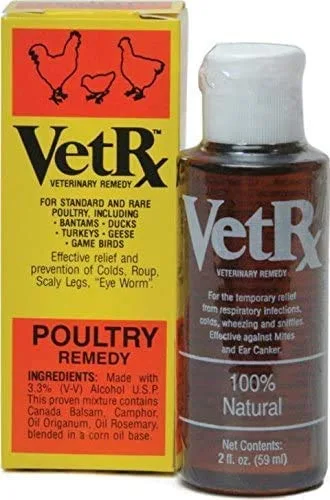 VetRx™
VETERINARY REMEDY
FOR STANDARD AND RARE
POULTRY, INCLUDING
• BANTAMS • DUCKS
• TURKEYS • GEESE
• GAME BIRDS
Effective relief and
prevention of Colds, Roup,
Scaly Legs, "Eye Worm".
POULTRY
REMEDY
INGREDIENTS: Made with
3.3% (V-V) Alcohol U.S.P.
This proven mixture contains
Canada Balsam, Camphor,
Oil Origanum, Oil Rosemary,
blended in a corn oil base.
VetRx
VETERINARY REMEDY
For the temporary relief
from respiratory infections,
colds, wheezing and sniffles.
Effective against Mites
and Ear Canker.
100%
Natural
Net Contents:
2 fl. oz. (59 ml)